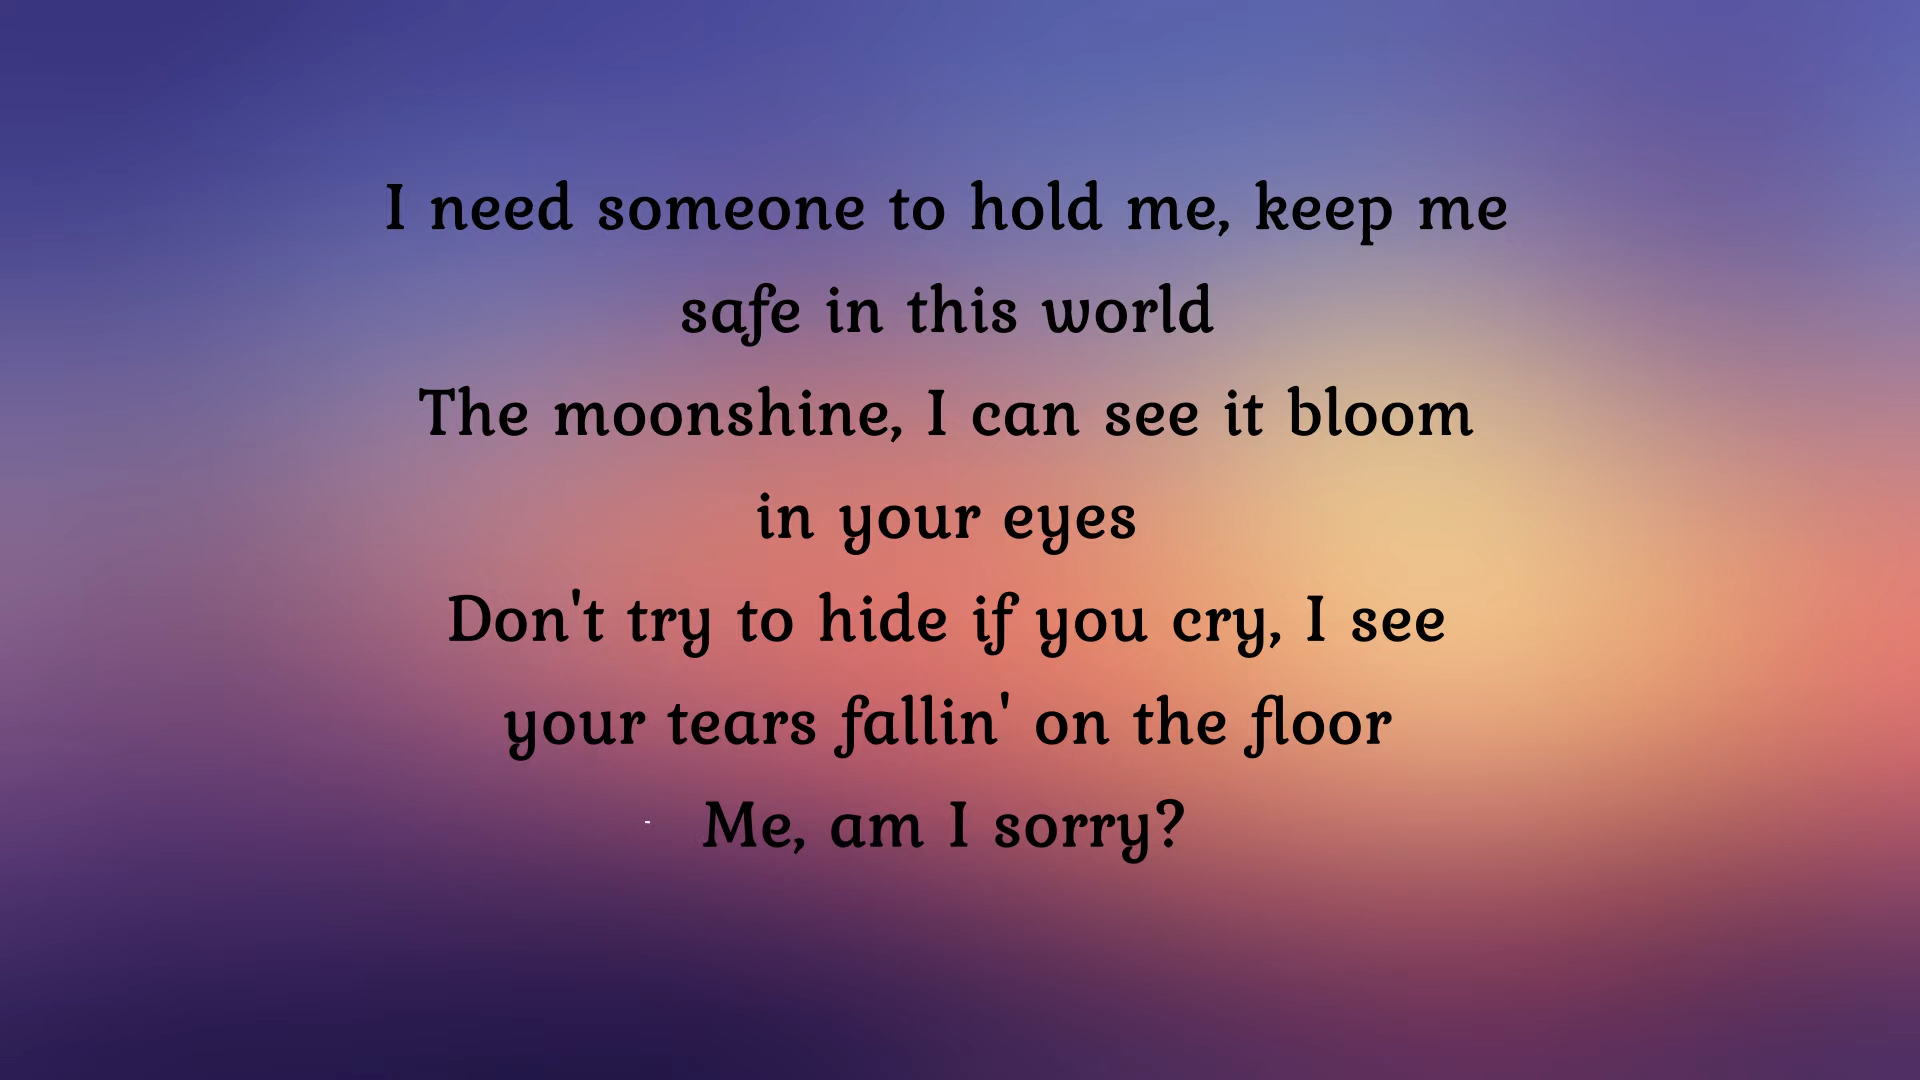 I need someone to hold me, keep me
safe in this world
The moonshine, I can see it bloom
in your eyes
Don't try to hide if you cry, I see
your tears fallin' on the floor
Me, am I sorry?